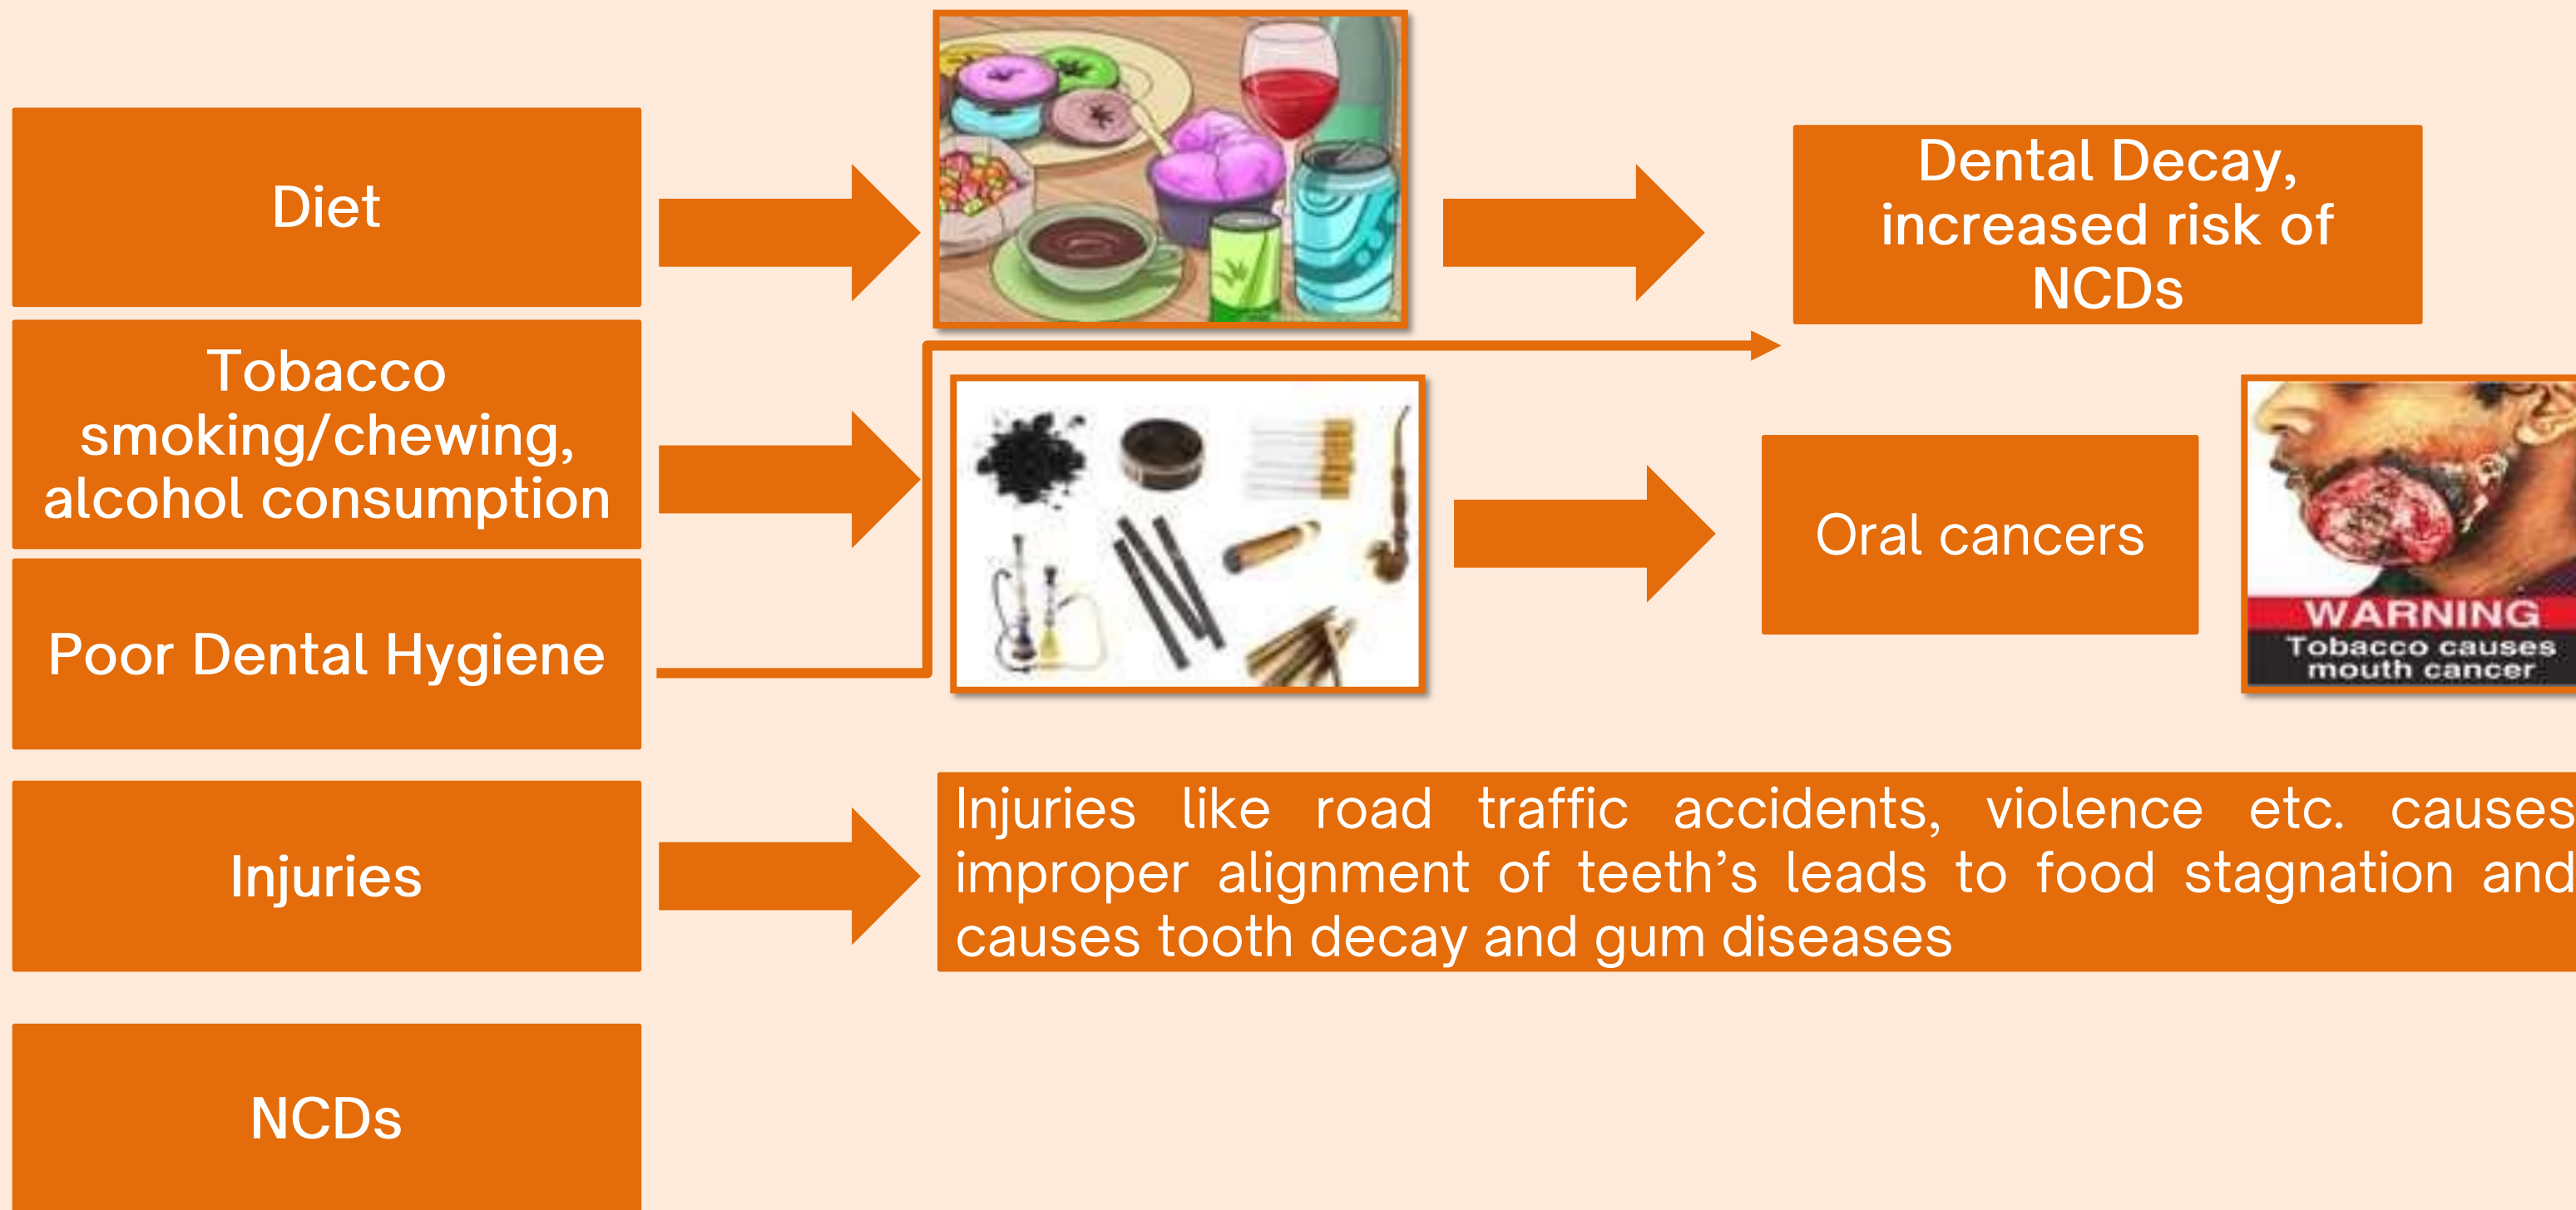 Diet
Dental Decay,
increased risk of
NCDs
Tobacco
smoking/chewing,
alcohol consumption
Oral cancers
WARNING
Tobacco causes
mouth cancer
Poor Dental Hygiene
Injuries
Injuries like road traffic accidents, violence etc. causes
improper alignment of teeth’s leads to food stagnation and
causes tooth decay and gum diseases
NCDs